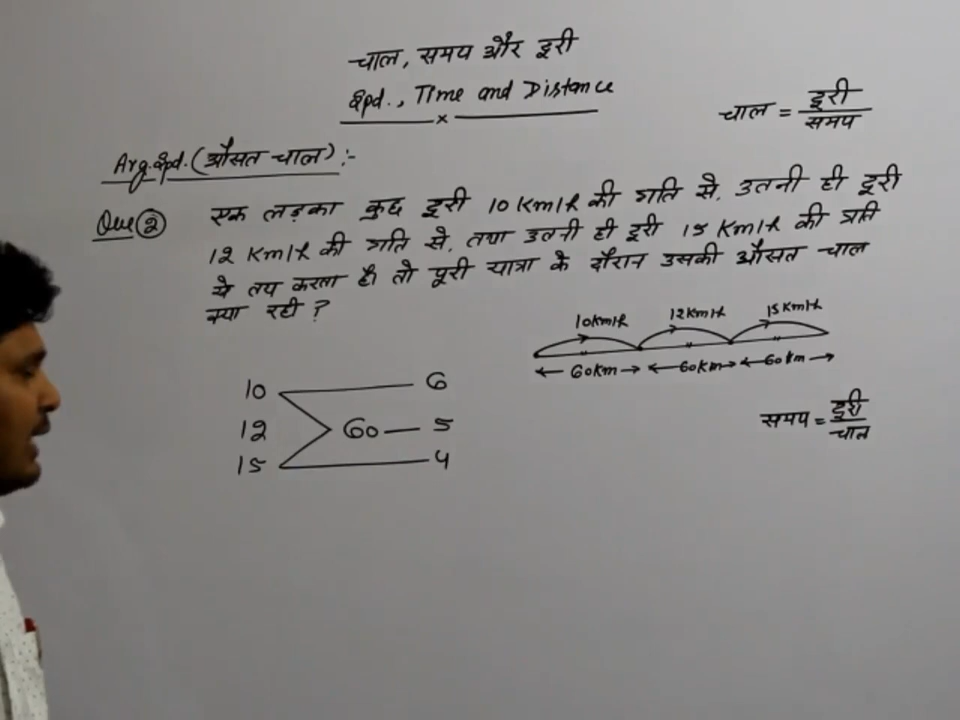 चाल, समय और दूरी
Spd., Time and Distance
x
चाल = दूरी / समय
Avg. Spd. (औसत चाल) :-
Que ② एक लड़का कुछ दूरी 10 Km/h की गति से, उतनी ही दूरी
12 Km/h की गति से, तथा उतनी ही दूरी 15 Km/h की गति
से तय करता है। तो पूरी यात्रा के दौरान उसकी औसत चाल
क्या रही ?
10Km/h 12Km/h 15Km/h
60Km 60Km 60Km
10 6
12 60 5
15 4
समय = दूरी / चाल